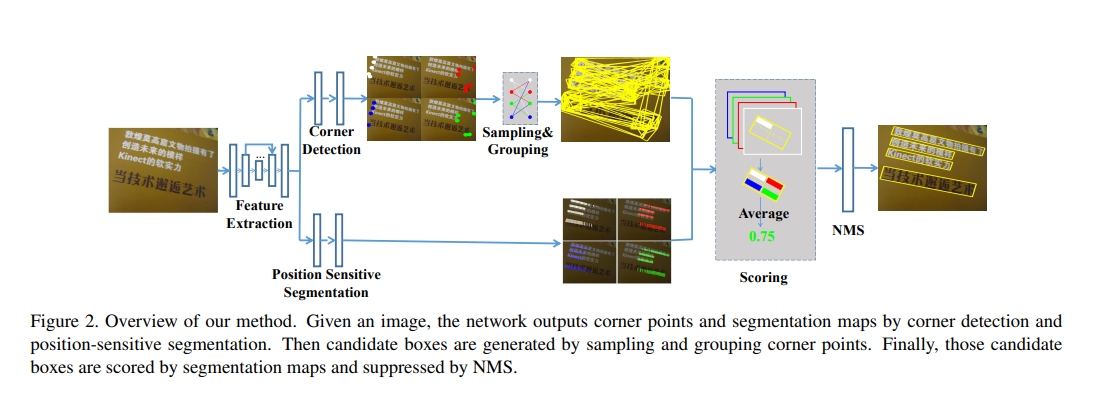 敦煌莫高窟文物拍摄有了
创造未来的模样
Kinect的软实力
当技术邂逅艺术
...
Feature
Extraction
Corner
Detection
Sampling&
Grouping
Position Sensitive
Segmentation
Average
0.75
Scoring
NMS
Figure 2. Overview of our method. Given an image, the network outputs corner points and segmentation maps by corner detection and
position-sensitive segmentation. Then candidate boxes are generated by sampling and grouping corner points. Finally, those candidate
boxes are scored by segmentation maps and suppressed by NMS.